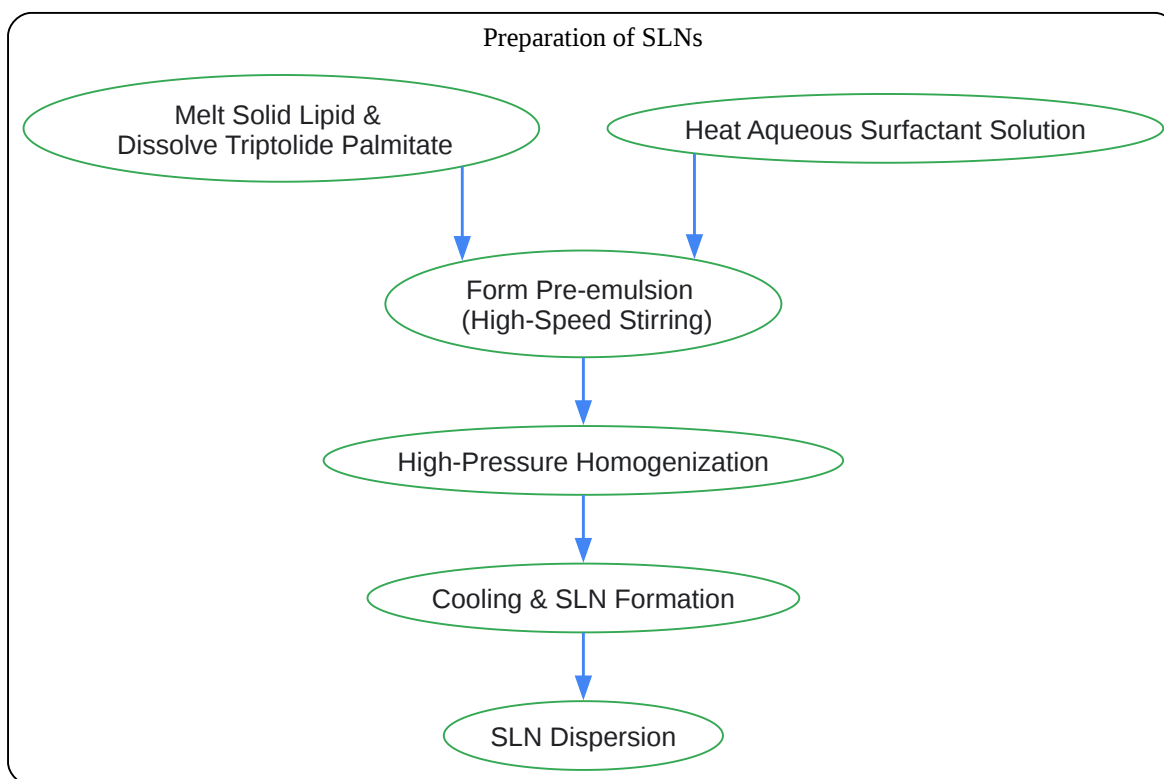 Preparation of SLNs
Melt Solid Lipid &
Dissolve Triptolide Palmitate
Heat Aqueous Surfactant Solution
Form Pre-emulsion
(High-Speed Stirring)
High-Pressure Homogenization
Cooling & SLN Formation
SLN Dispersion